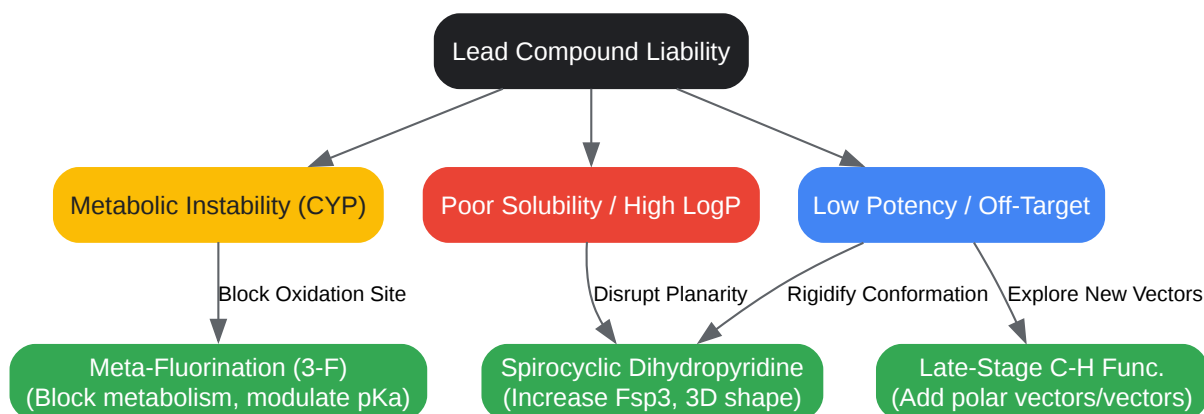 Lead Compound Liability
Metabolic Instability (CYP)
Poor Solubility / High LogP
Low Potency / Off-Target
Block Oxidation Site
Disrupt Planarity
Rigidify Conformation
Explore New Vectors
Meta-Fluorination (3-F)
(Block metabolism, modulate pKa)
Spirocyclic Dihydropyridine
(Increase Fsp3, 3D shape)
Late-Stage C-H Func.
(Add polar vectors/vectors)